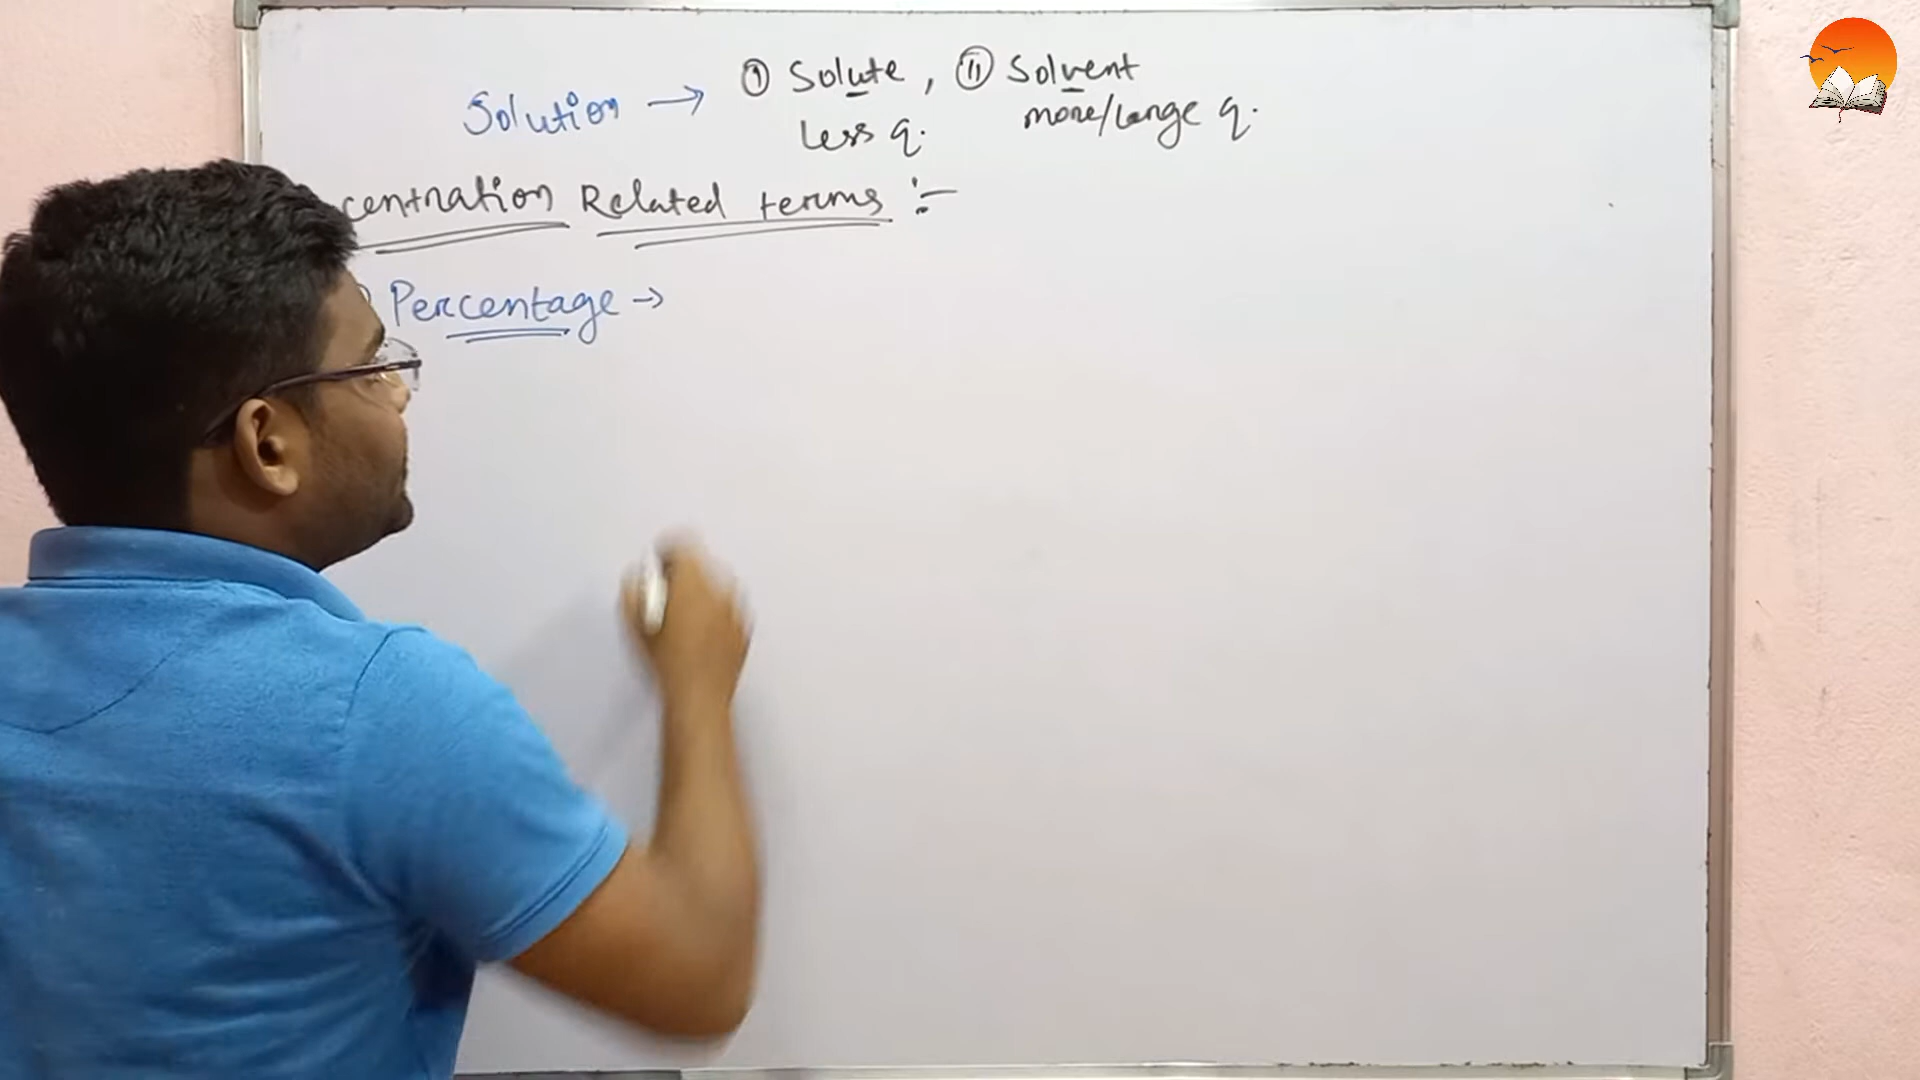 Solution → ① Solute, ⑪ Solvent
Less q. more/large q.
centration Related terms :-
Percentage →